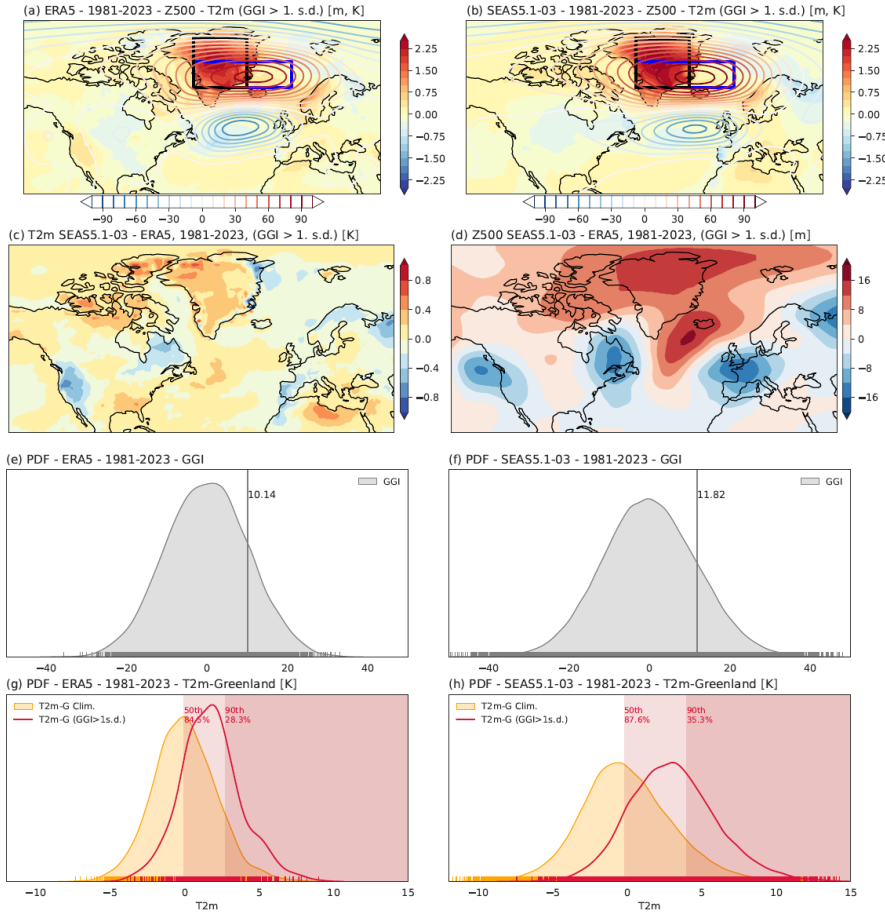 (a) ERA5 - 1981-2023 - Z500 - T2m (GGI > 1. s.d.) [m, K]
2.25
1.50
0.75
0.00
−0.75
−1.50
−2.25
−90 −60 −30 0 30 60 90
(b) SEAS5.1-03 - 1981-2023 - Z500 - T2m (GGI > 1. s.d.) [m, K]
2.25
1.50
0.75
0.00
−0.75
−1.50
−2.25
−90 −60 −30 0 30 60 90
(c) T2m SEAS5.1-03 - ERA5, 1981-2023, (GGI > 1. s.d.) [K]
0.8
0.4
0.0
−0.4
−0.8
(d) Z500 SEAS5.1-03 - ERA5, 1981-2023, (GGI > 1. s.d.) [m]
16
8
0
−8
−16
(e) PDF - ERA5 - 1981-2023 - GGI
GGI
10.14
−40 −20 0 20 40
(f) PDF - SEAS5.1-03 - 1981-2023 - GGI
GGI
11.82
−40 −20 0 20 40
(g) PDF - ERA5 - 1981-2023 - T2m-Greenland [K]
T2m-G Clim.
T2m-G (GGI>1s.d.)
50th
84.5%
90th
28.3%
−10 −5 0 5 10 15
T2m
(h) PDF - SEAS5.1-03 - 1981-2023 - T2m-Greenland [K]
T2m-G Clim.
T2m-G (GGI>1s.d.)
50th
87.6%
90th
35.3%
−10 −5 0 5 10 15
T2m